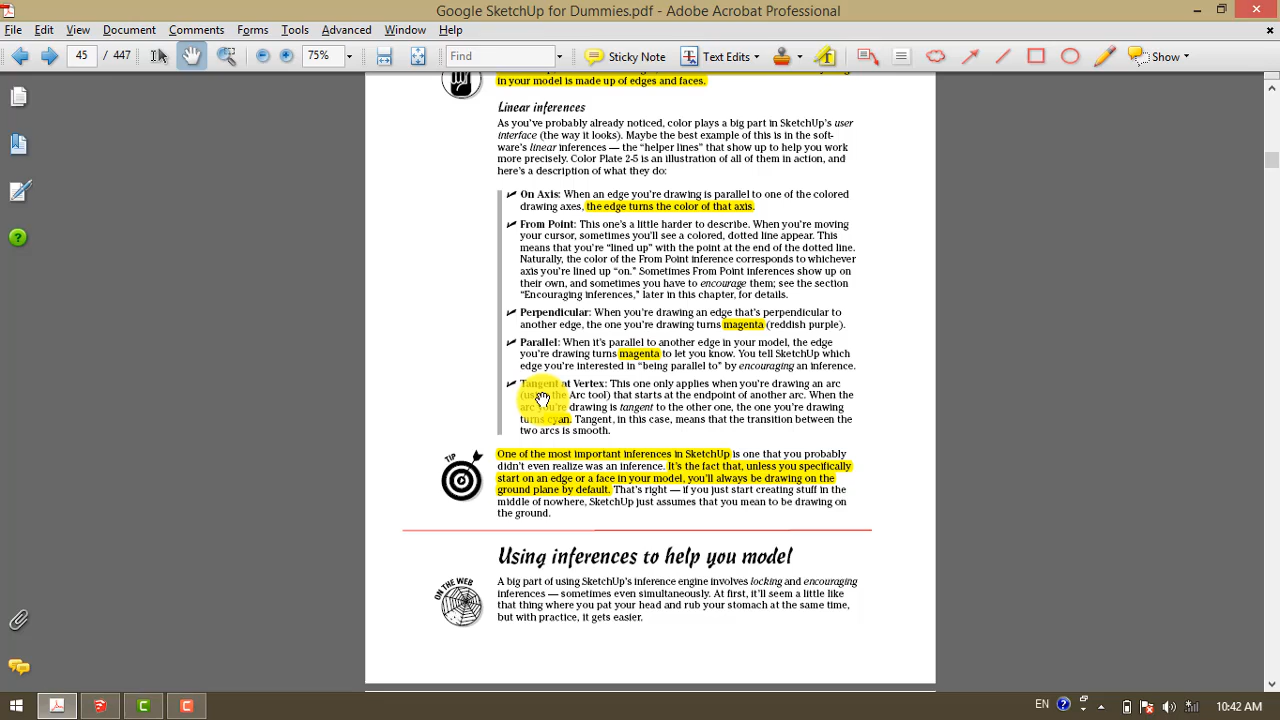 Google SketchUp for Dummies.pdf - Adobe Acrobat Pro
File Edit View Document Comments Forms Tools Advanced Window Help
45 / 447 75% Find Sticky Note Text Edits Show
in your model is made up of edges and faces.
Linear inferences
As you've probably already noticed, color plays a big part in SketchUp's user
interface (the way it looks). Maybe the best example of this is in the soft-
ware's linear inferences — the “helper lines” that show up to help you work
more precisely. Color Plate 2-5 is an illustration of all of them in action, and
here's a description of what they do:
On Axis: When an edge you're drawing is parallel to one of the colored
drawing axes, the edge turns the color of that axis.
From Point: This one's a little harder to describe. When you're moving
your cursor, sometimes you'll see a colored, dotted line appear. This
means that you're “lined up” with the point at the end of the dotted line.
Naturally, the color of the From Point inference corresponds to whichever
axis you're lined up “on.” Sometimes From Point inferences show up on
their own, and sometimes you have to encourage them; see the section
“Encouraging inferences,” later in this chapter, for details.
Perpendicular: When you're drawing an edge that's perpendicular to
another edge, the one you're drawing turns magenta (reddish purple).
Parallel: When it's parallel to another edge in your model, the edge
you're drawing turns magenta to let you know. You tell SketchUp which
edge you're interested in “being parallel to” by encouraging an inference.
Tangent at Vertex: This one only applies when you're drawing an arc
(using the Arc tool) that starts at the endpoint of another arc. When the
arc you're drawing is tangent to the other one, the one you're drawing
turns cyan. Tangent, in this case, means that the transition between the
two arcs is smooth.
TIP
One of the most important inferences in SketchUp is one that you probably
didn't even realize was an inference. It's the fact that, unless you specifically
start on an edge or a face in your model, you'll always be drawing on the
ground plane by default. That's right — if you just start creating stuff in the
middle of nowhere, SketchUp just assumes that you mean to be drawing on
the ground.
Using inferences to help you model
ON THE WEB
A big part of using SketchUp's inference engine involves locking and encouraging
inferences — sometimes even simultaneously. At first, it'll seem a little like
that thing where you pat your head and rub your stomach at the same time,
but with practice, it gets easier.
EN 10:42 AM